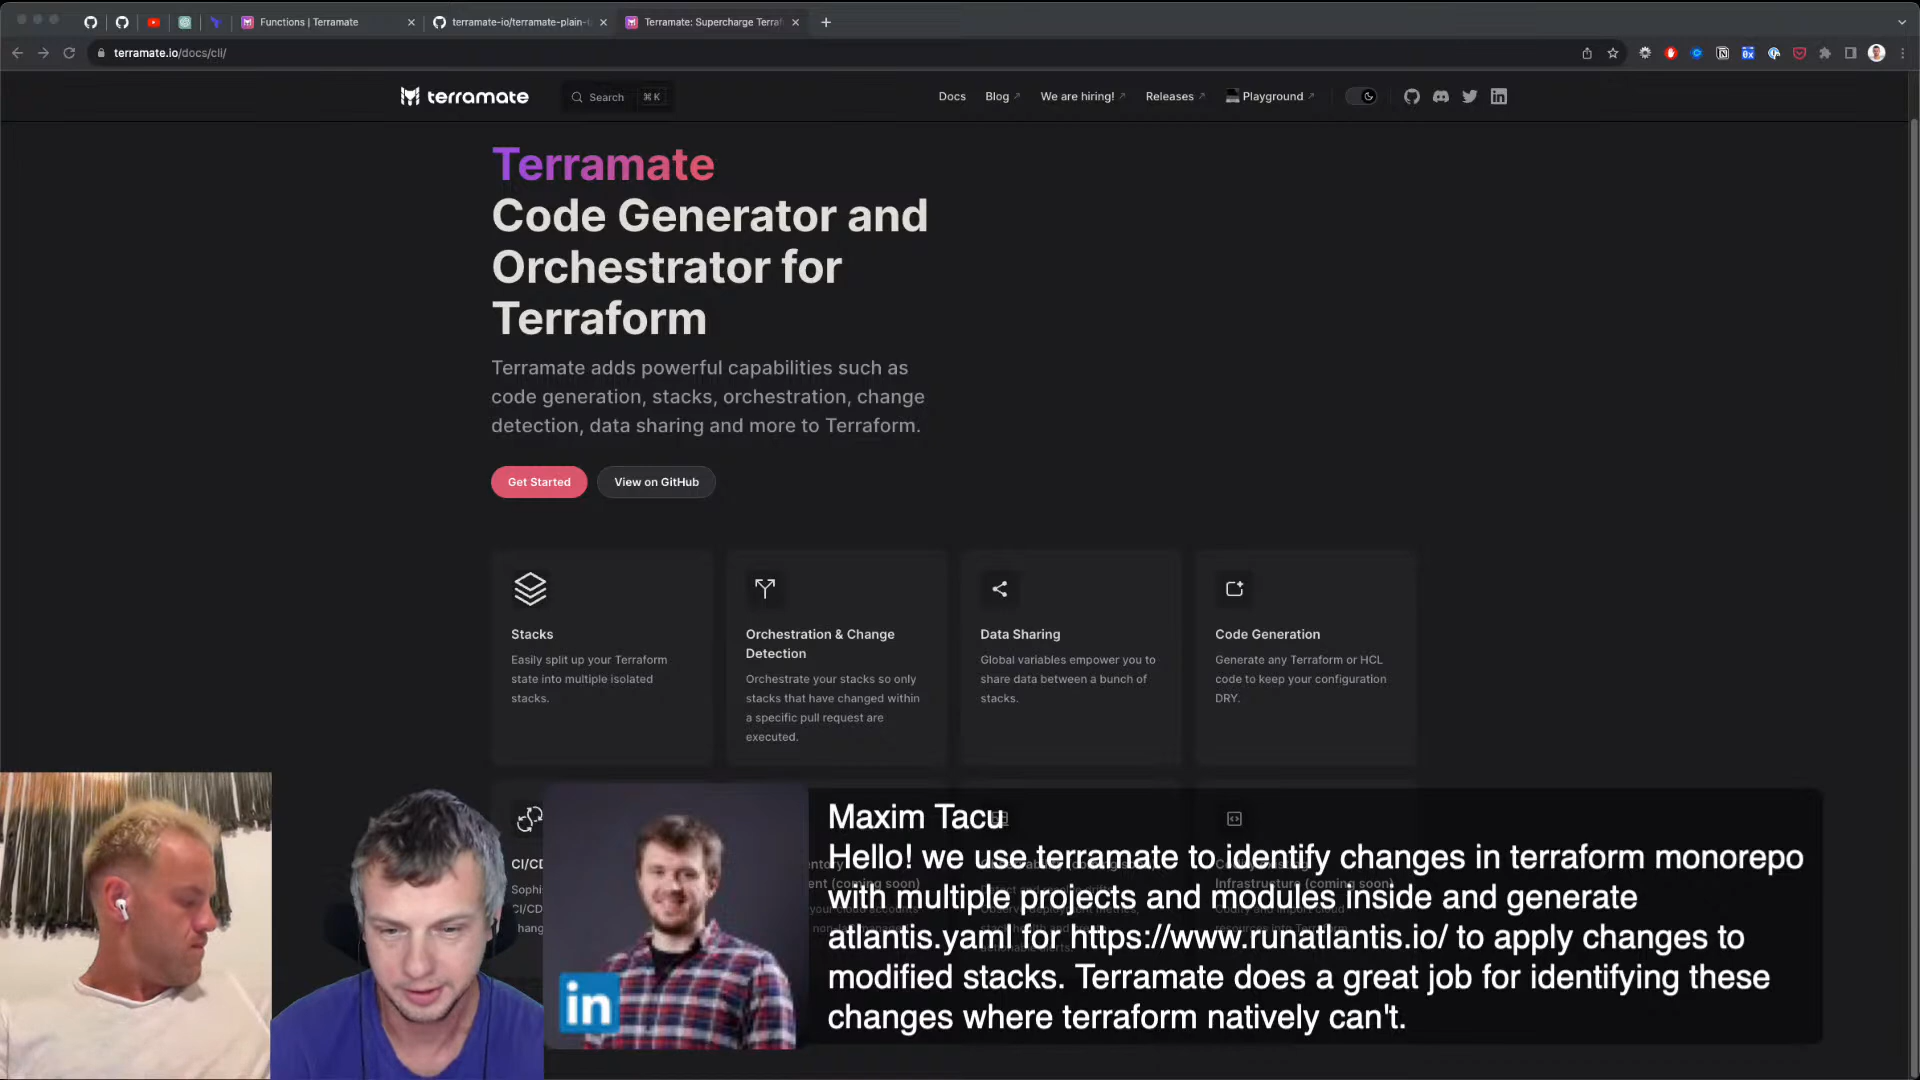 Functions | Terramate
terramate-io/terramate-plain-t
Terramate: Supercharge Terraf
terramate.io/docs/cli/
terramate
Search
⌘K
Docs
Blog
We are hiring!
Releases
Playground
Terramate
Code Generator and
Orchestrator for
Terraform
Terramate adds powerful capabilities such as
code generation, stacks, orchestration, change
detection, data sharing and more to Terraform.
Get Started
View on GitHub
Stacks
Easily split up your Terraform
state into multiple isolated
stacks.
Orchestration & Change
Detection
Orchestrate your stacks so only
stacks that have changed within
a specific pull request are
executed.
Data Sharing
Global variables empower you to
share data between a bunch of
stacks.
Code Generation
Generate any Terraform or HCL
code to keep your configuration
DRY.
CI/CD
Infrastructure (coming soon)
in
Maxim Tacu
Hello! we use terramate to identify changes in terraform monorepo
with multiple projects and modules inside and generate
atlantis.yaml for https://www.runatlantis.io/ to apply changes to
modified stacks. Terramate does a great job for identifying these
changes where terraform natively can't.